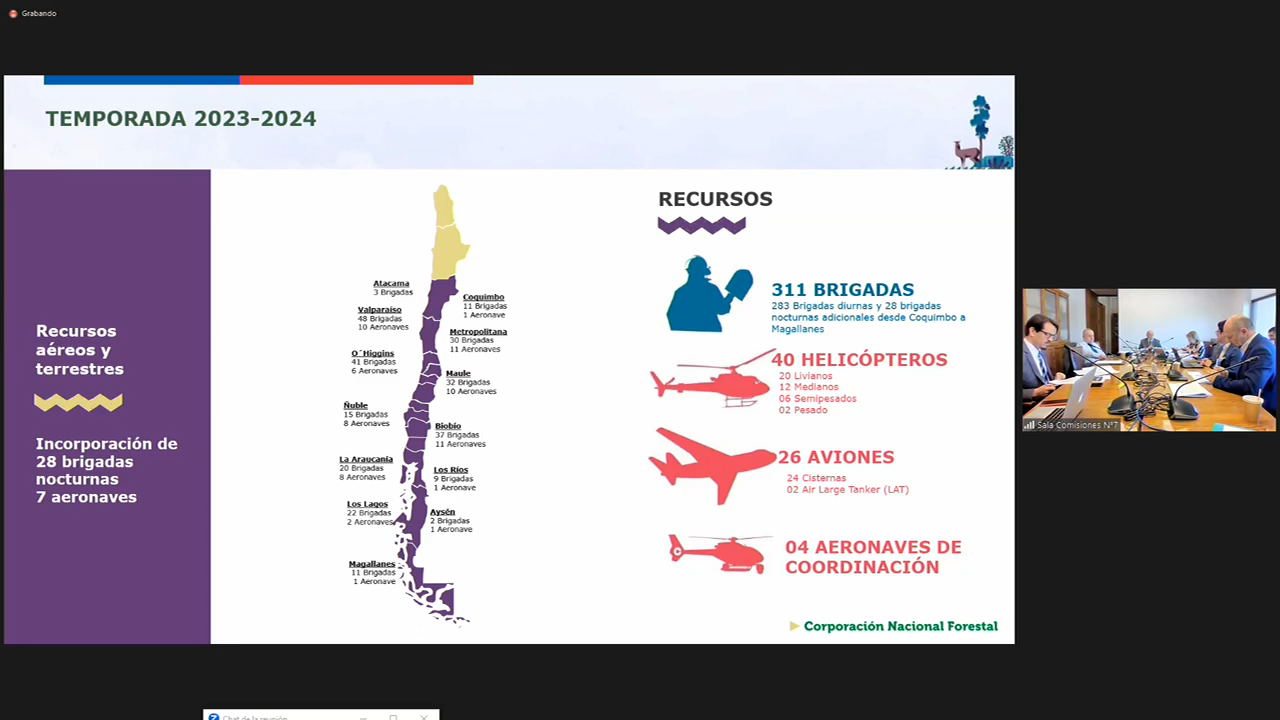 Grabando
TEMPORADA 2023-2024
Recursos
aéreos y
terrestres
Incorporación de
28 brigadas
nocturnas
7 aeronaves
Atacama
3 Brigadas
Coquimbo
11 Brigadas
1 Aeronave
Valparaíso
48 Brigadas
10 Aeronaves
Metropolitana
30 Brigadas
11 Aeronaves
O´Higgins
41 Brigadas
6 Aeronaves
Maule
32 Brigadas
10 Aeronaves
Ñuble
15 Brigadas
8 Aeronaves
Biobío
37 Brigadas
11 Aeronaves
La Araucanía
20 Brigadas
8 Aeronaves
Los Ríos
9 Brigadas
1 Aeronave
Los Lagos
22 Brigadas
2 Aeronaves
Aysén
2 Brigadas
1 Aeronave
Magallanes
11 Brigadas
1 Aeronave
RECURSOS
311 BRIGADAS
283 Brigadas diurnas y 28 brigadas
nocturnas adicionales desde Coquimbo a
Magallanes
40 HELICÓPTEROS
20 Livianos
12 Medianos
06 Semipesados
02 Pesado
26 AVIONES
24 Cisternas
02 Air Large Tanker (LAT)
04 AERONAVES DE
COORDINACIÓN
Corporación Nacional Forestal
Sala Comisiones N°7
Chat de la reunión